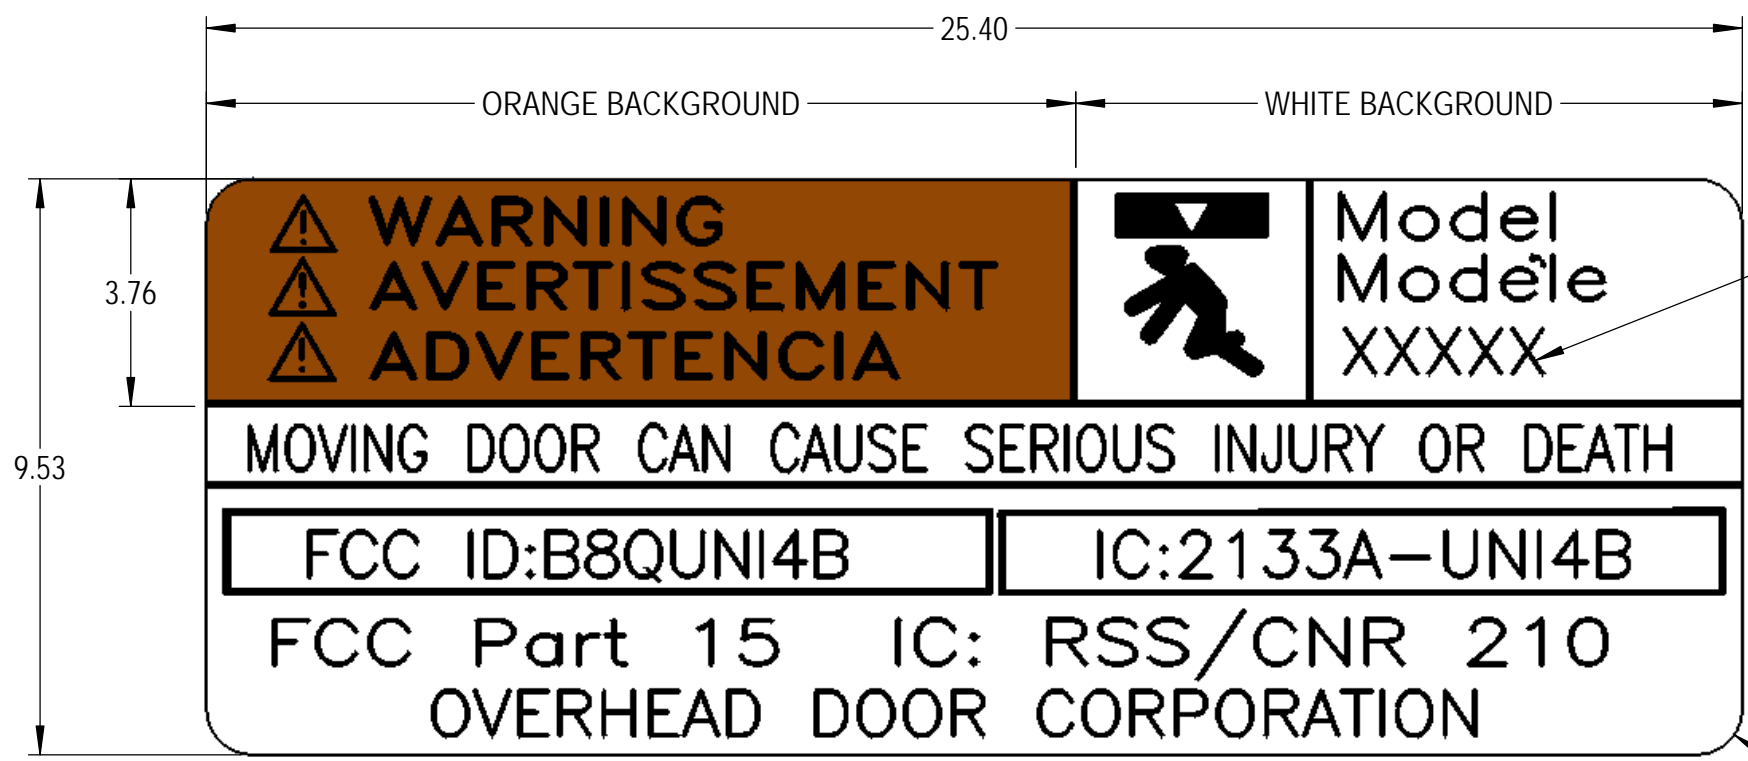 25.40
ORANGE BACKGROUND
WHITE BACKGROUND
3.76
9.53
WARNING
AVERTISSEMENT
ADVERTENCIA
Model
Modèle
XXXXX
MOVING DOOR CAN CAUSE SERIOUS INJURY OR DEATH
FCC ID:B8QUNI4B
IC:2133A-UNI4B
FCC Part 15 IC: RSS/CNR 210
OVERHEAD DOOR CORPORATION